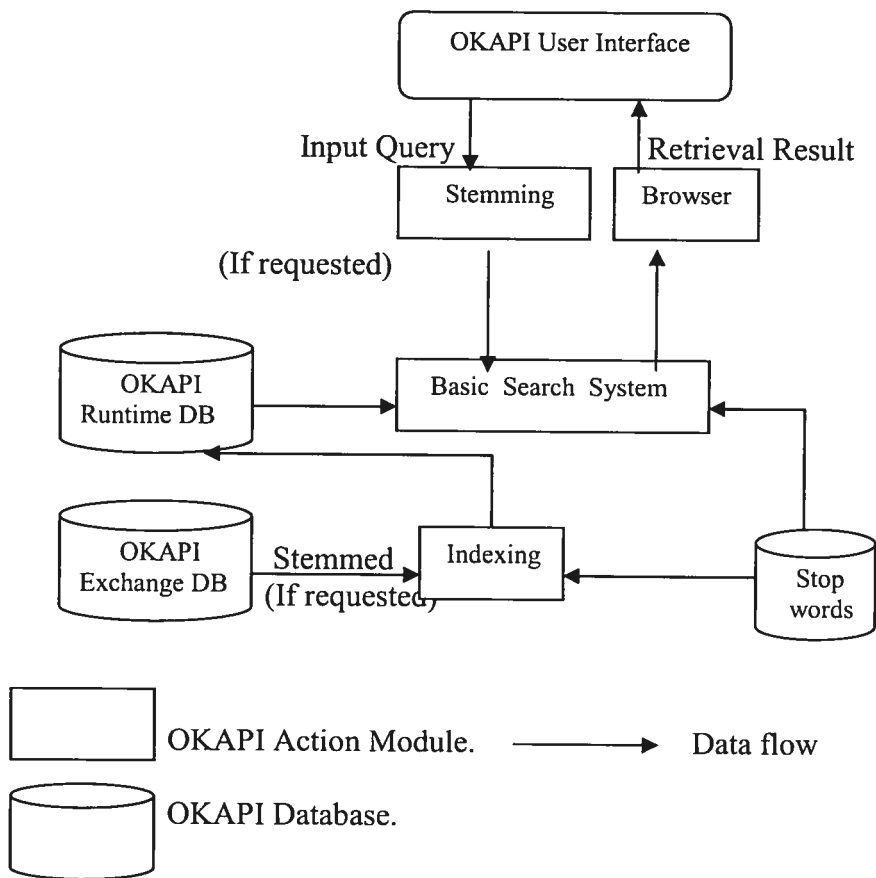 OKAPI User Interface
Input Query
Retrieval Result
Stemming
Browser
(If requested)
OKAPI
Runtime DB
Basic Search System
OKAPI
Exchange DB
Stemmed
(If requested)
Indexing
Stop
words
OKAPI Action Module.
Data flow
OKAPI Database.